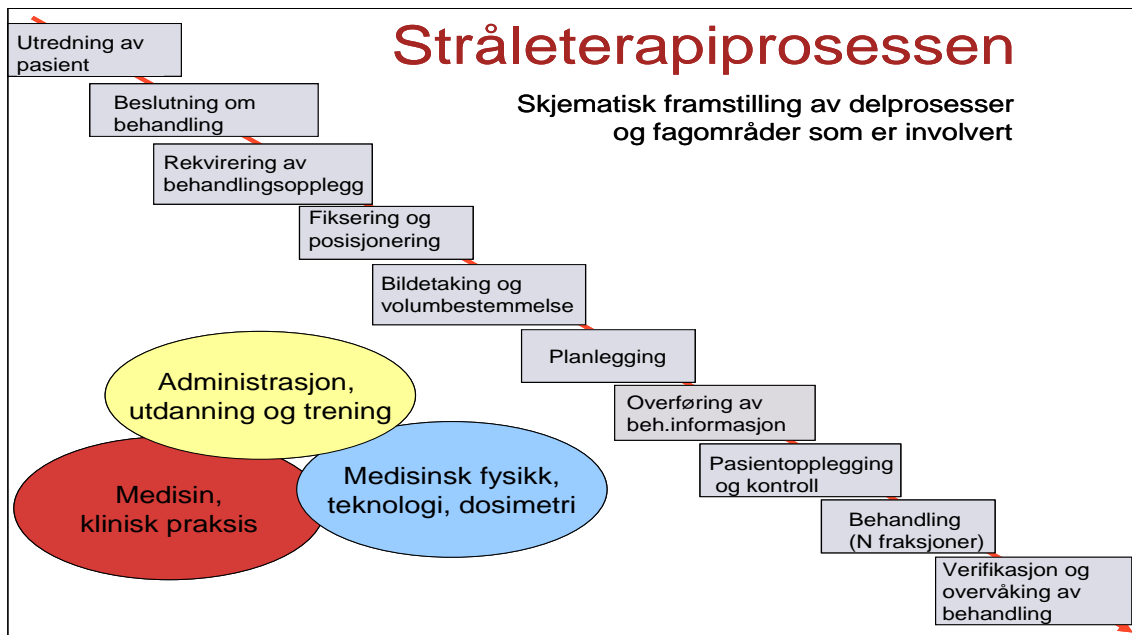 Stråleterapiprosessen
Skjematisk framstilling av delprosesser
og fagområder som er involvert
Utredning av
pasient
Beslutning om
behandling
Rekvirering av
behandlingsopplegg
Fiksering og
posisjonering
Bildetaking og
volumbestemmelse
Planlegging
Overføring av
beh.informasjon
Pasientopplegging
og kontroll
Behandling
(N fraksjoner)
Verifikasjon og
overvåking av
behandling
Administrasjon,
utdanning og trening
Medisin,
klinisk praksis
Medisinsk fysikk,
teknologi, dosimetri